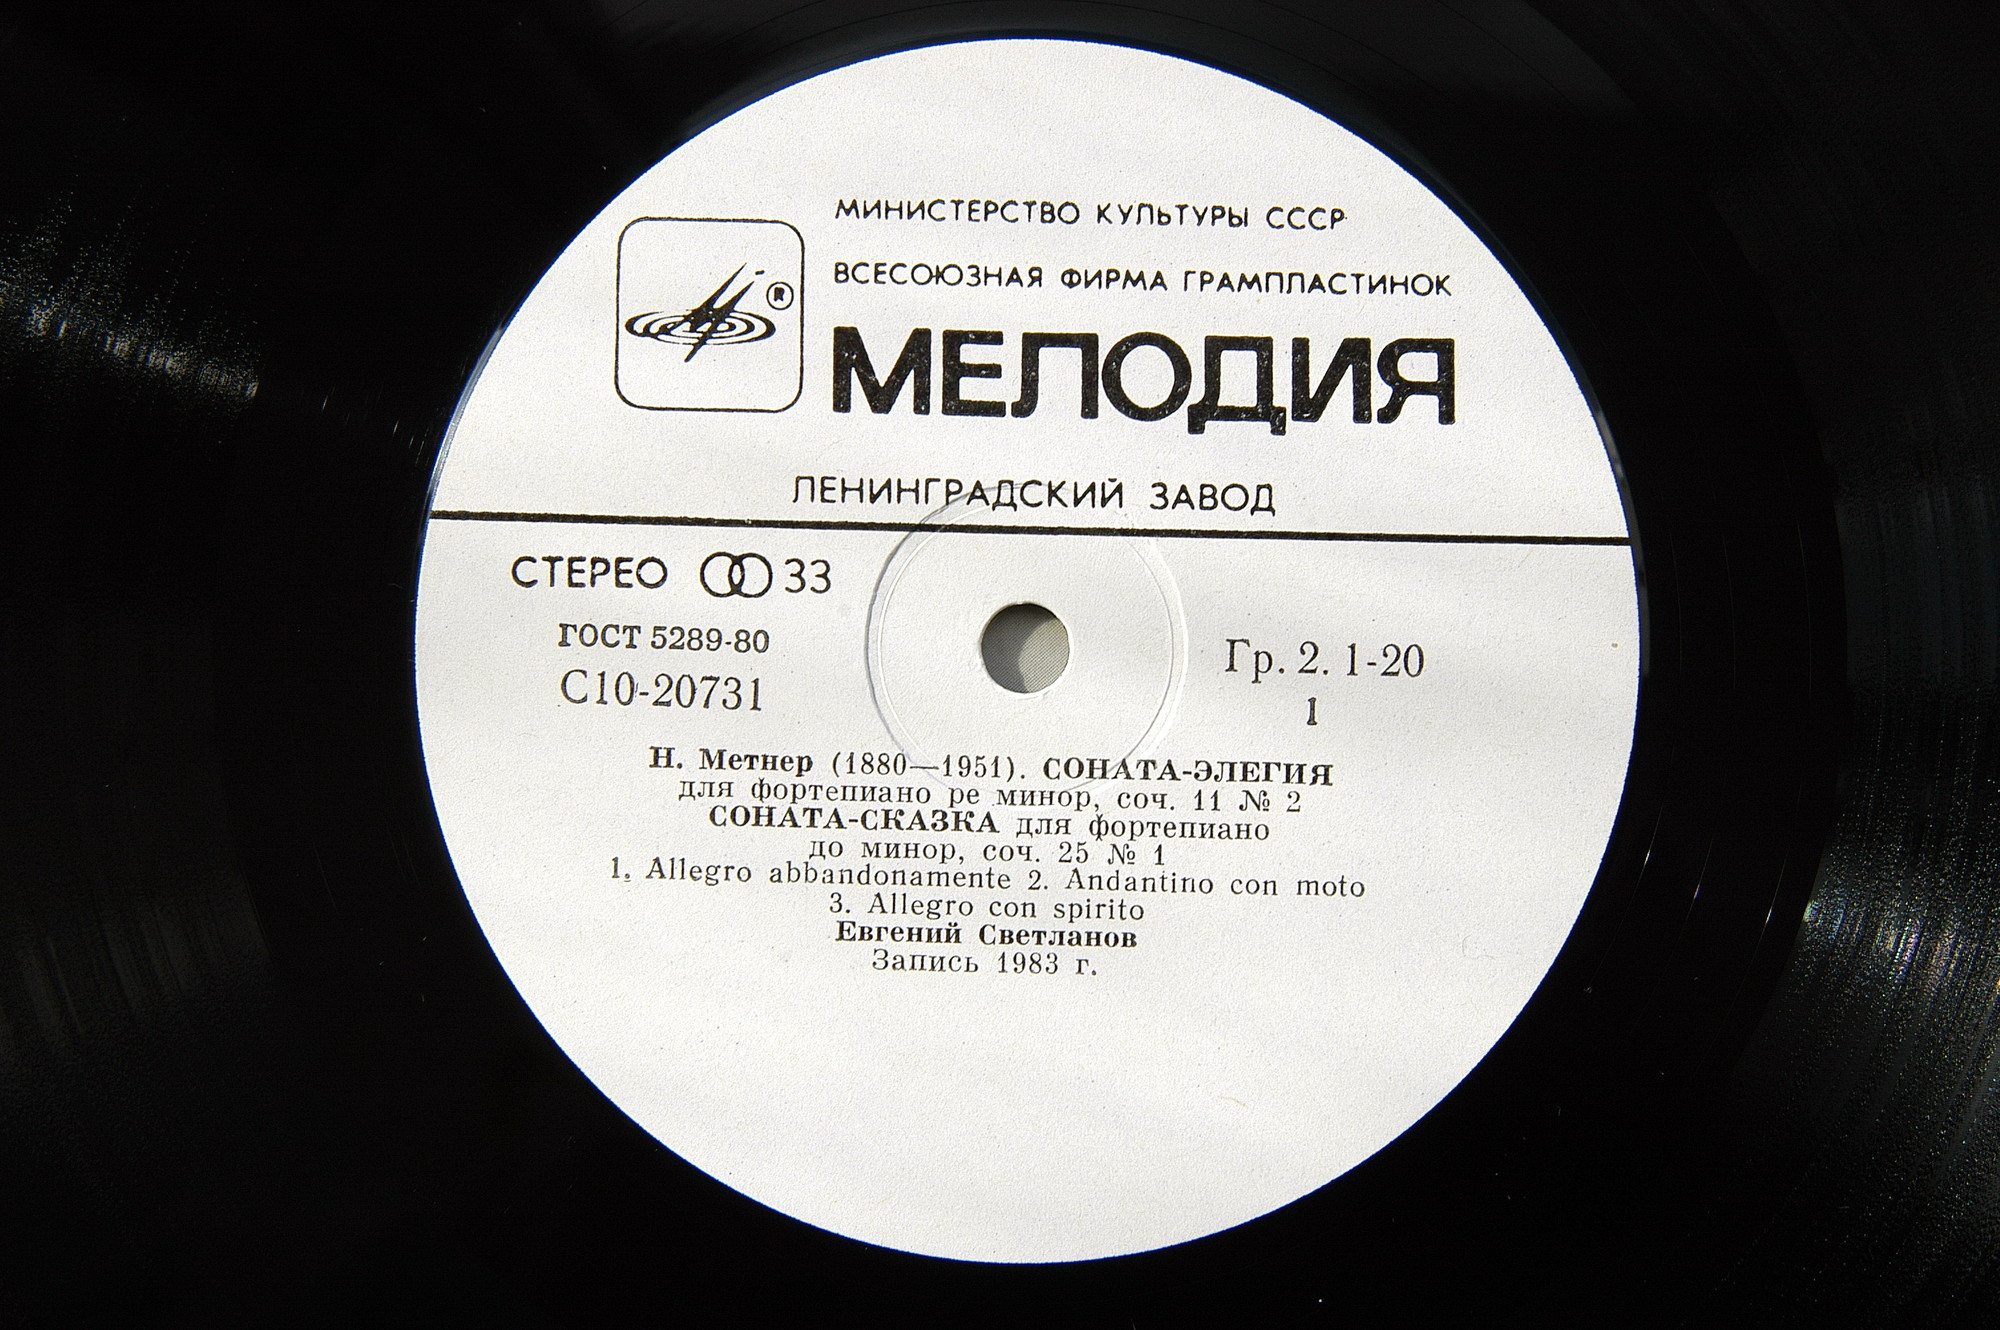 МИНИСТЕРСТВО КУЛЬТУРЫ СССР
ВСЕСОЮЗНАЯ ФИРМА ГРАМПЛАСТИНОК
®
МЕЛОДИЯ
ЛЕНИНГРАДСКИЙ ЗАВОД
СТЕРЕО 33
ГОСТ 5289-80
С10-20731
Гр. 2. 1-20
1
Н. Метнер (1880—1951). СОНАТА-ЭЛЕГИЯ
для фортепиано ре минор, соч. 11 № 2
СОНАТА-СКАЗКА для фортепиано
до минор, соч. 25 № 1
1. Allegro abbandonamente 2. Andantino con moto
3. Allegro con spirito
Евгений Светланов
Запись 1983 г.